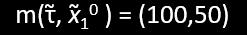 m(τ̃, x̃₁⁰ ) = (100,50)